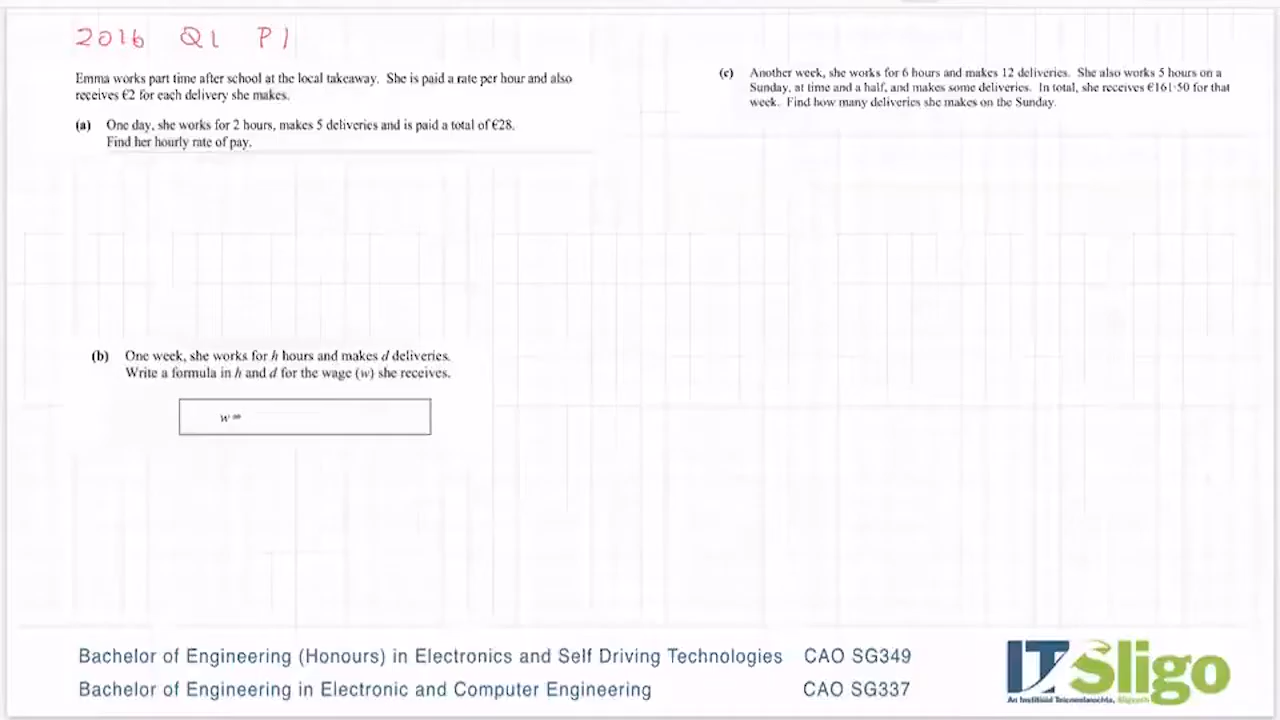 2016 Q1 P1
Emma works part time after school at the local takeaway. She is paid a rate per hour and also
receives €2 for each delivery she makes.
(a) One day, she works for 2 hours, makes 5 deliveries and is paid a total of €28.
Find her hourly rate of pay.
(b) One week, she works for h hours and makes d deliveries.
Write a formula in h and d for the wage (w) she receives.
w =
(c) Another week, she works for 6 hours and makes 12 deliveries. She also works 5 hours on a
Sunday, at time and a half, and makes some deliveries. In total, she receives €161·50 for that
week. Find how many deliveries she makes on the Sunday.
Bachelor of Engineering (Honours) in Electronics and Self Driving Technologies CAO SG349
Bachelor of Engineering in Electronic and Computer Engineering CAO SG337
IT Sligo
An Institiúid Teicneolaíochta, Sligeach